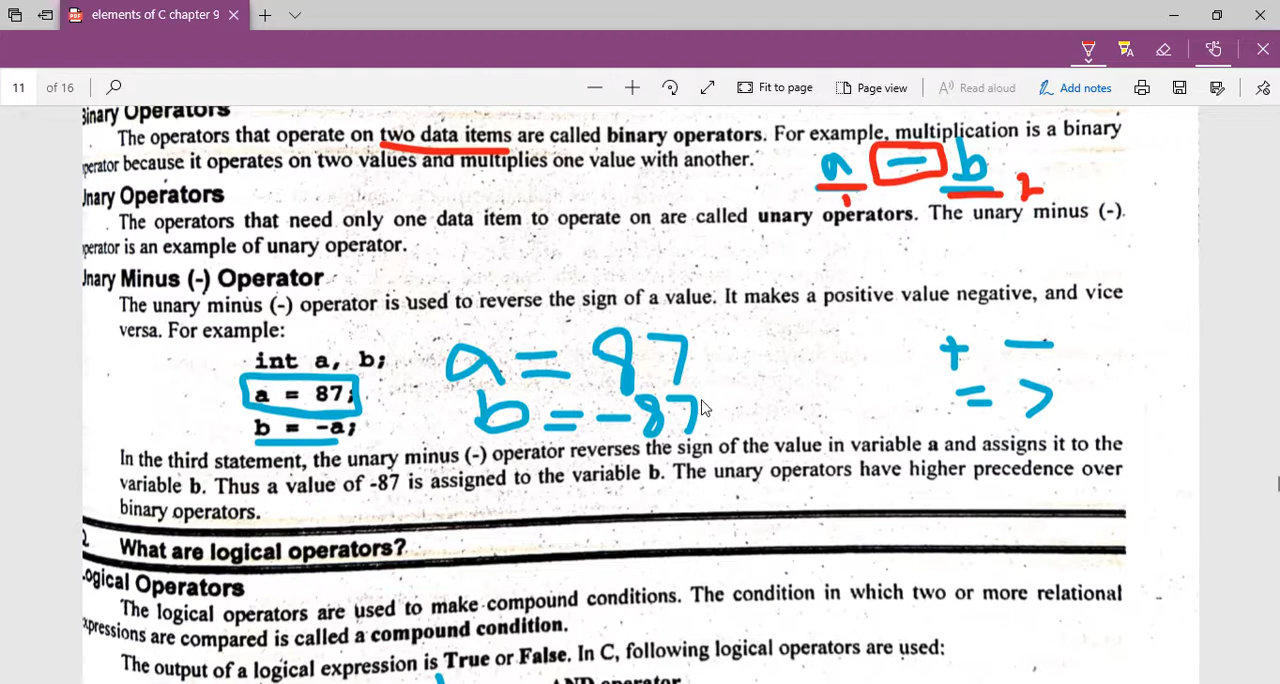 elements of C chapter 9
11 of 16 Fit to page Page view Read aloud Add notes
Binary Operators
The operators that operate on two data items are called binary operators. For example, multiplication is a binary
perator because it operates on two values and multiplies one value with another.
a - b
1 2
Unary Operators
The operators that need only one data item to operate on are called unary operators. The unary minus (-)
perator is an example of unary operator.
Unary Minus (-) Operator
The unary minus (-) operator is used to reverse the sign of a value. It makes a positive value negative, and vice
versa. For example:
int a, b;
a = 87;
b = -a;
a = 87
b = -87
+ -
= >
In the third statement, the unary minus (-) operator reverses the sign of the value in variable a and assigns it to the
variable b. Thus a value of -87 is assigned to the variable b. The unary operators have higher precedence over
binary operators.
What are logical operators?
Logical Operators
The logical operators are used to make compound conditions. The condition in which two or more relational
xpressions are compared is called a compound condition.
The output of a logical expression is True or False. In C, following logical operators are used:
AND operator